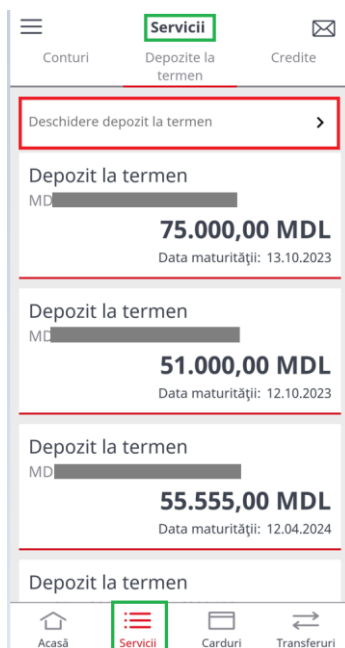 Servicii
Conturi
Depozite la
termen
Credite
Deschidere depozit la termen
Depozit la termen
MD
75.000,00 MDL
Data maturității: 13.10.2023
Depozit la termen
MD
51.000,00 MDL
Data maturității: 12.10.2023
Depozit la termen
MD
55.555,00 MDL
Data maturității: 12.04.2024
Depozit la termen
Acasă
Servicii
Carduri
Transferuri